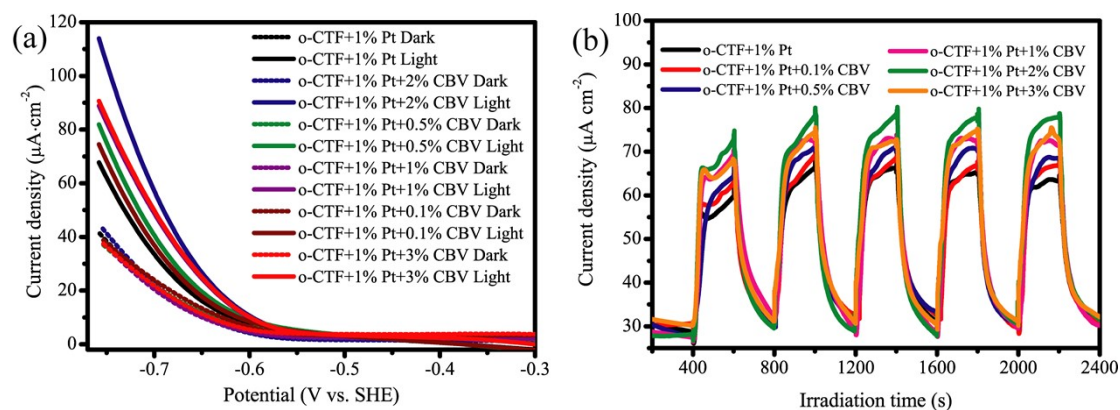 (a)
120
100
80
60
40
20
0
Current density (μA·cm⁻²)
o-CTF+1% Pt Dark
o-CTF+1% Pt Light
o-CTF+1% Pt+2% CBV Dark
o-CTF+1% Pt+2% CBV Light
o-CTF+1% Pt+0.5% CBV Dark
o-CTF+1% Pt+0.5% CBV Light
o-CTF+1% Pt+1% CBV Dark
o-CTF+1% Pt+1% CBV Light
o-CTF+1% Pt+0.1% CBV Dark
o-CTF+1% Pt+0.1% CBV Light
o-CTF+1% Pt+3% CBV Dark
o-CTF+1% Pt+3% CBV Light
-0.7 -0.6 -0.5 -0.4 -0.3
Potential (V vs. SHE)
(b)
100
90
80
70
60
50
40
30
Current density (μA cm⁻²)
o-CTF+1% Pt
o-CTF+1% Pt+0.1% CBV
o-CTF+1% Pt+0.5% CBV
o-CTF+1% Pt+1% CBV
o-CTF+1% Pt+2% CBV
o-CTF+1% Pt+3% CBV
400 800 1200 1600 2000 2400
Irradiation time (s)